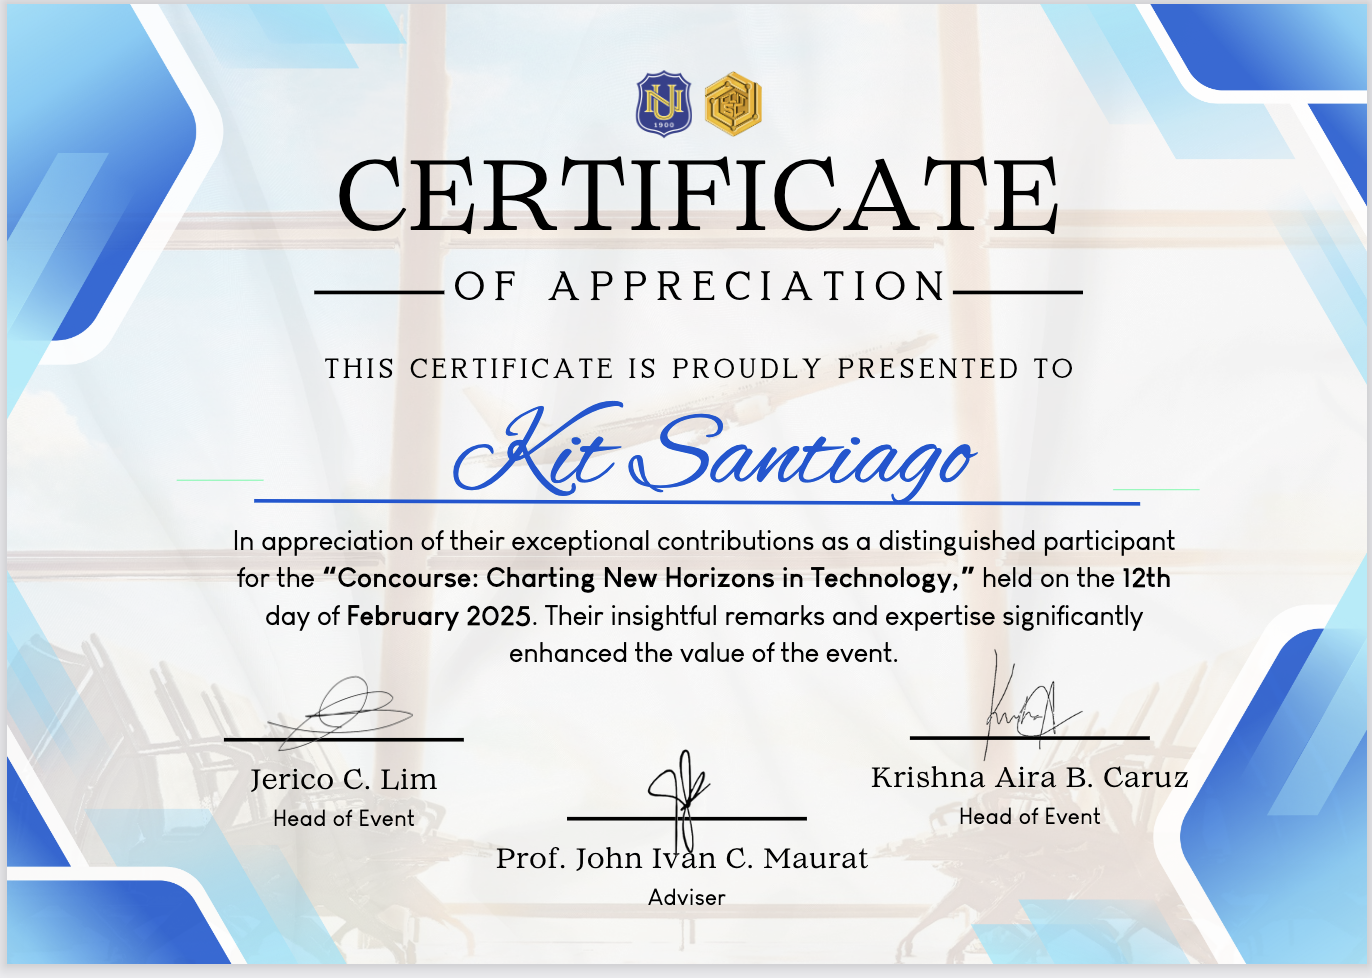 NU
1900
CERTIFICATE
OF APPRECIATION
THIS CERTIFICATE IS PROUDLY PRESENTED TO
Kit Santiago
In appreciation of their exceptional contributions as a distinguished participant
for the “Concourse: Charting New Horizons in Technology,” held on the 12th
day of February 2025. Their insightful remarks and expertise significantly
enhanced the value of the event.
Jerico C. Lim
Head of Event
Krishna Aira B. Caruz
Head of Event
Prof. John Ivan C. Maurat
Adviser